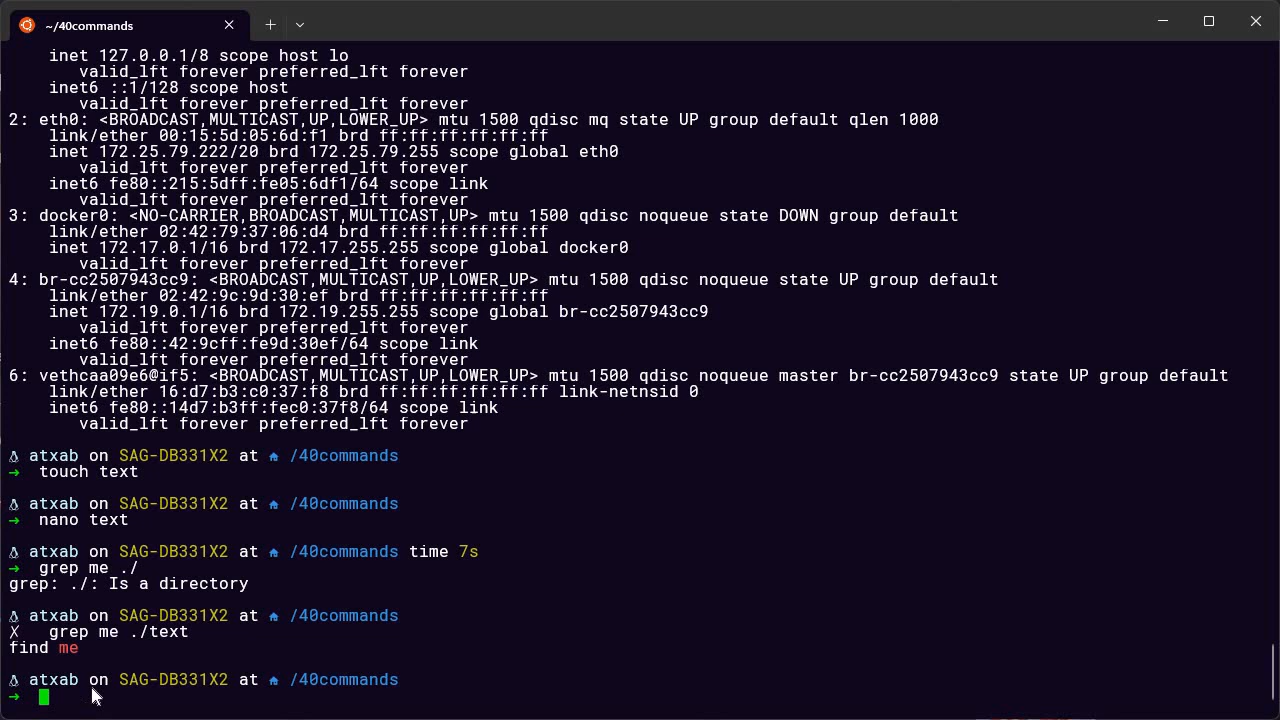 ~/40commands
inet 127.0.0.1/8 scope host lo
valid_lft forever preferred_lft forever
inet6 ::1/128 scope host
valid_lft forever preferred_lft forever
2: eth0: <BROADCAST,MULTICAST,UP,LOWER_UP> mtu 1500 qdisc mq state UP group default qlen 1000
link/ether 00:15:5d:05:6d:f1 brd ff:ff:ff:ff:ff:ff
inet 172.25.79.222/20 brd 172.25.79.255 scope global eth0
valid_lft forever preferred_lft forever
inet6 fe80::215:5dff:fe05:6df1/64 scope link
valid_lft forever preferred_lft forever
3: docker0: <NO-CARRIER,BROADCAST,MULTICAST,UP> mtu 1500 qdisc noqueue state DOWN group default
link/ether 02:42:79:37:06:d4 brd ff:ff:ff:ff:ff:ff
inet 172.17.0.1/16 brd 172.17.255.255 scope global docker0
valid_lft forever preferred_lft forever
4: br-cc2507943cc9: <BROADCAST,MULTICAST,UP,LOWER_UP> mtu 1500 qdisc noqueue state UP group default
link/ether 02:42:9c:9d:30:ef brd ff:ff:ff:ff:ff:ff
inet 172.19.0.1/16 brd 172.19.255.255 scope global br-cc2507943cc9
valid_lft forever preferred_lft forever
inet6 fe80::42:9cff:fe9d:30ef/64 scope link
valid_lft forever preferred_lft forever
6: vethcaa09e6@if5: <BROADCAST,MULTICAST,UP,LOWER_UP> mtu 1500 qdisc noqueue master br-cc2507943cc9 state UP group default
link/ether 16:d7:b3:c0:37:f8 brd ff:ff:ff:ff:ff:ff link-netnsid 0
inet6 fe80::14d7:b3ff:fec0:37f8/64 scope link
valid_lft forever preferred_lft forever
atxab on SAG-DB331X2 at /40commands
→ touch text
atxab on SAG-DB331X2 at /40commands
→ nano text
atxab on SAG-DB331X2 at /40commands time 7s
→ grep me ./
grep: ./: Is a directory
atxab on SAG-DB331X2 at /40commands
X grep me ./text
find me
atxab on SAG-DB331X2 at /40commands
→